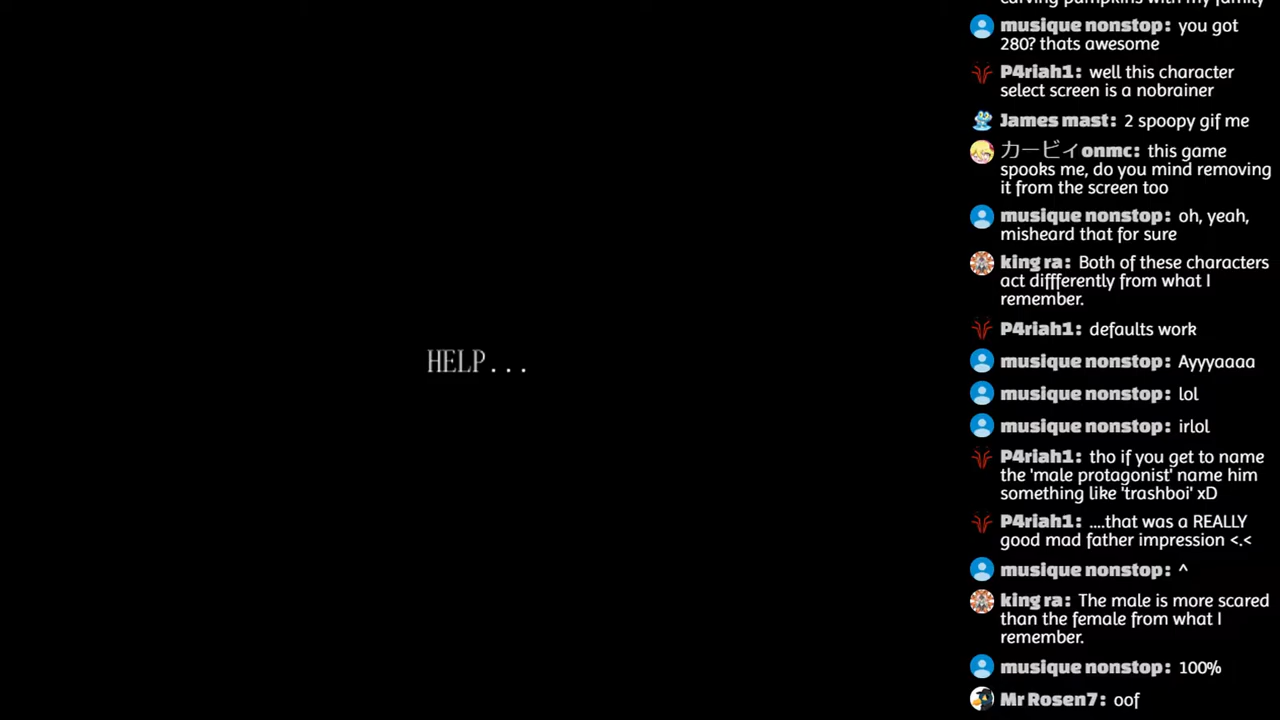 HELP...
carving pumpkins with my family
musique nonstop: you got
280? thats awesome
P4riah1: well this character
select screen is a nobrainer
James mast: 2 spoopy gif me
カービィonmc: this game
spooks me, do you mind removing
it from the screen too
musique nonstop: oh, yeah,
misheard that for sure
king ra: Both of these characters
act diffferently from what I
remember.
P4riah1: defaults work
musique nonstop: Ayyyaaaa
musique nonstop: lol
musique nonstop: irlol
P4riah1: tho if you get to name
the 'male protagonist' name him
something like 'trashboi' xD
P4riah1: ....that was a REALLY
good mad father impression <.<
musique nonstop: ^
king ra: The male is more scared
than the female from what I
remember.
musique nonstop: 100%
Mr Rosen7: oof